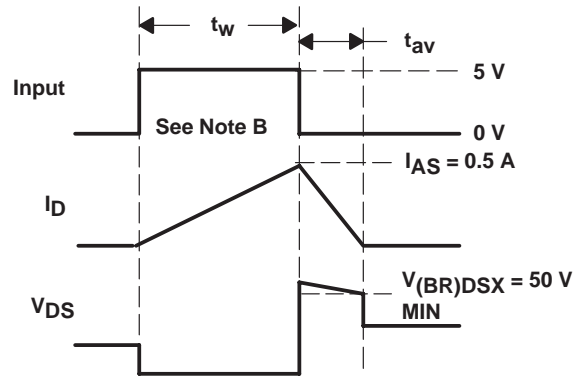 tw
tav
Input
5 V
See Note B
0 V
IAS = 0.5 A
ID
V(BR)DSX = 50 V
MIN
VDS